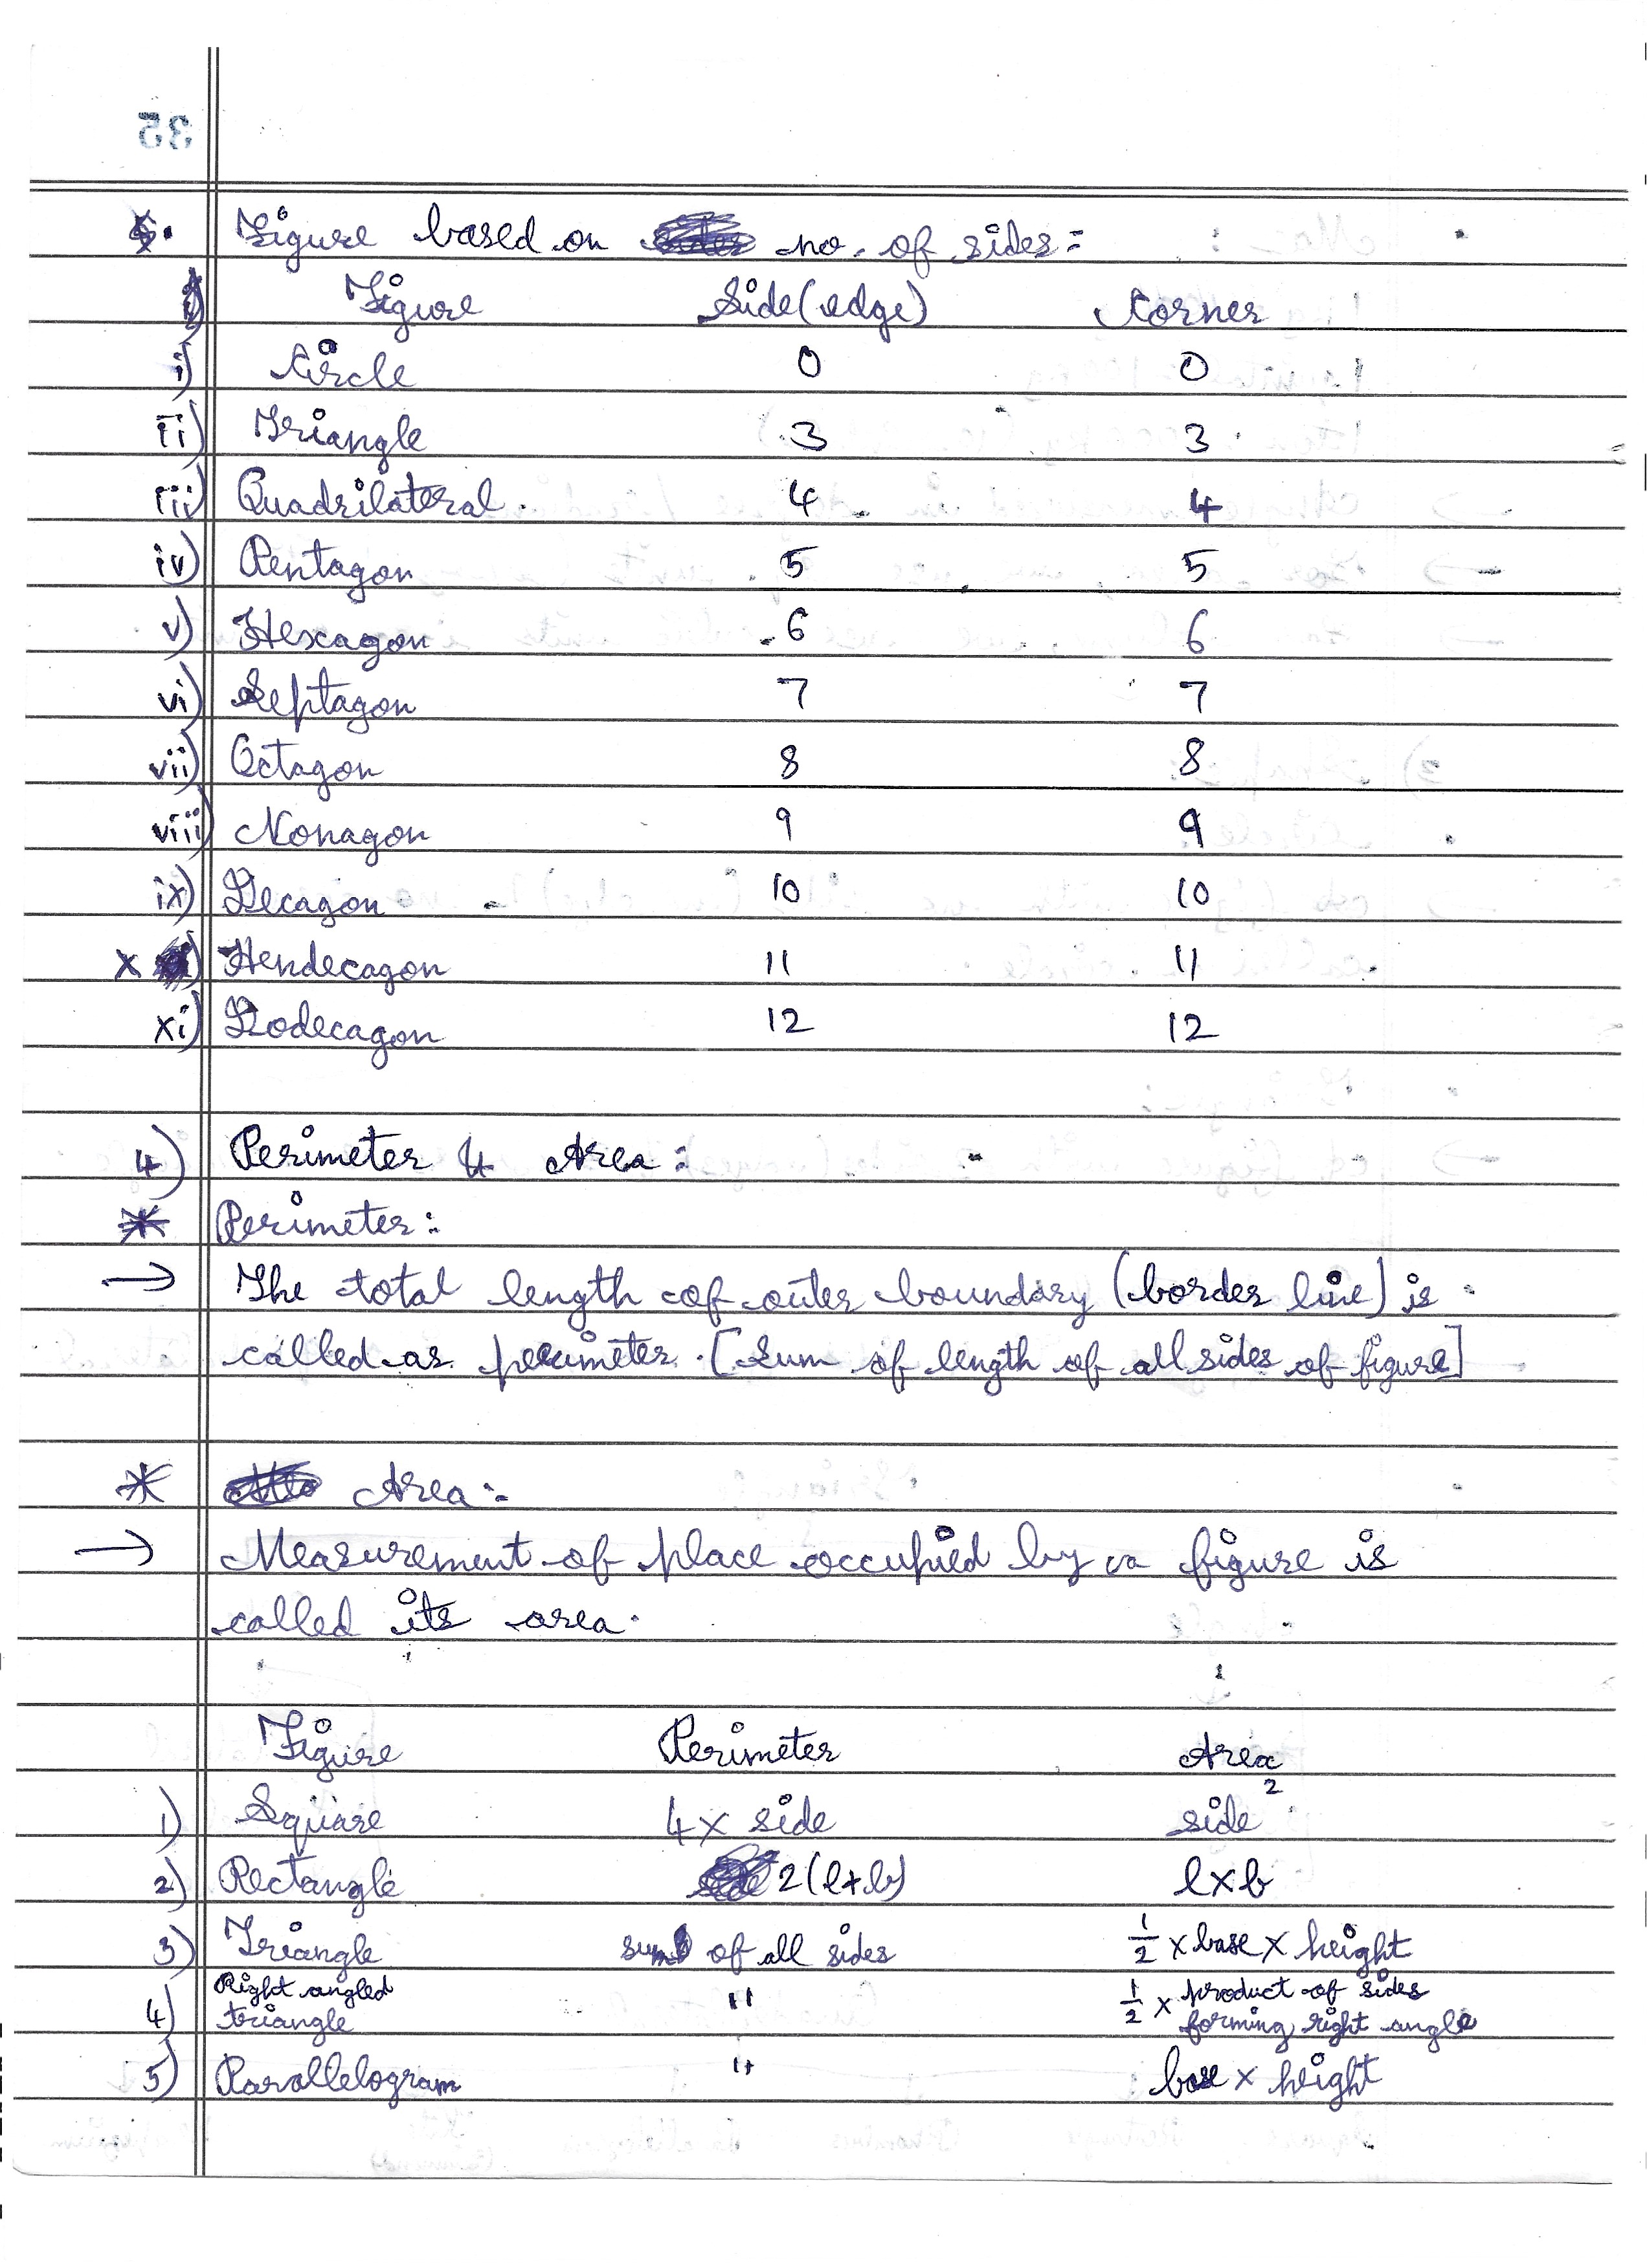 35
Figure based on no. of sides:
Figure Side(edge) Corner
i) Circle 0 0
ii) Triangle 3 3
iii) Quadrilateral. 4 4
iv) Pentagon 5 5
v) Hexagon 6 6
vi) Septagon 7 7
vii) Octagon 8 8
viii) Nonagon 9 9
ix) Decagon 10 10
x) Hendecagon 11 11
xi) Dodecagon 12 12
4) Perimeter & Area:
* Perimeter:
→ The total length of outer boundary (border line) is
called as perimeter. [Sum of length of all sides of figure]
* Area:-
→ Measurement of place occupied by a figure is
called its area.
Figure Perimeter Area
1) Square 4 × side side²
2) Rectangle 2(l+b) l×b
3) Triangle sum of all sides 1/2 × base × height
4) Right angled triangle " 1/2 × product of sides forming right angle
5) Parallelogram " base × height